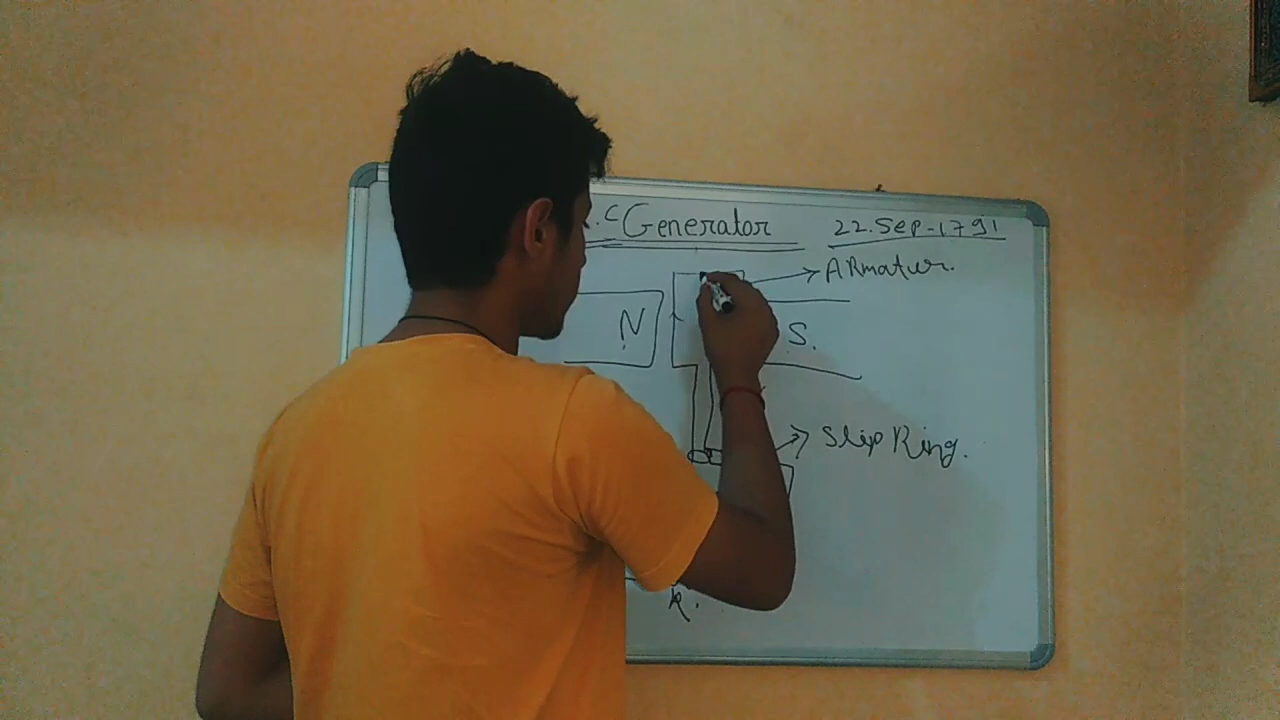 .C Generator
22.Sep-1791
ARmatur.
N
S.
Slip Ring.
R.